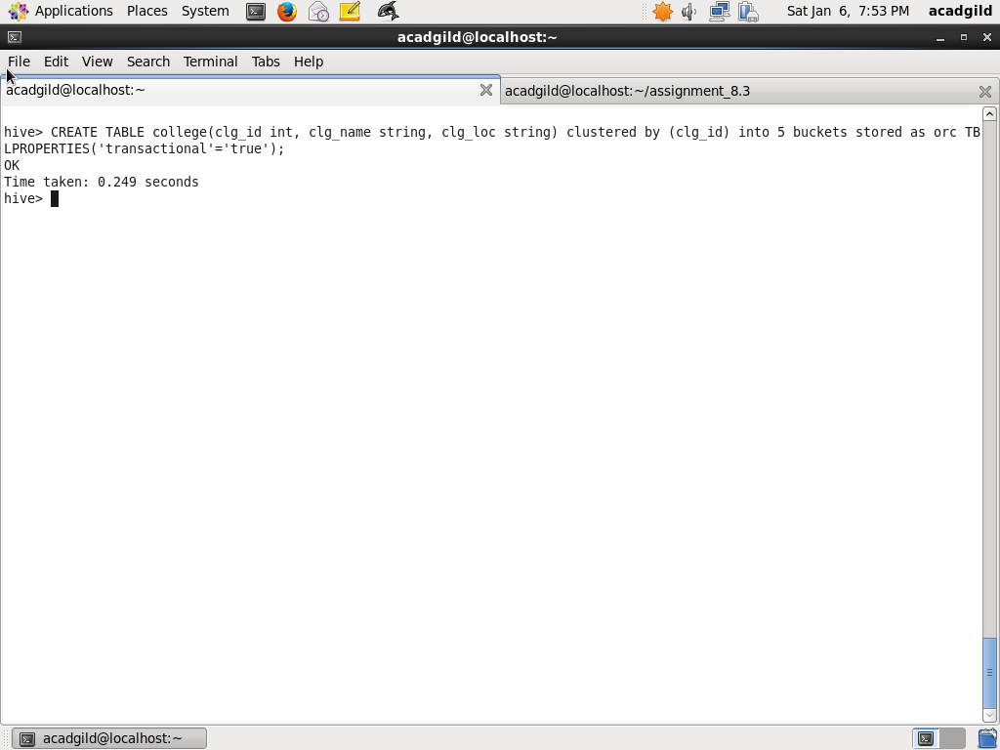 Applications Places System Sat Jan 6, 7:53 PM acadgild
acadgild@localhost:~
File Edit View Search Terminal Tabs Help
acadgild@localhost:~ acadgild@localhost:~/assignment_8.3
hive> CREATE TABLE college(clg_id int, clg_name string, clg_loc string) clustered by (clg_id) into 5 buckets stored as orc TB
LPROPERTIES('transactional'='true');
OK
Time taken: 0.249 seconds
hive>
acadgild@localhost:~